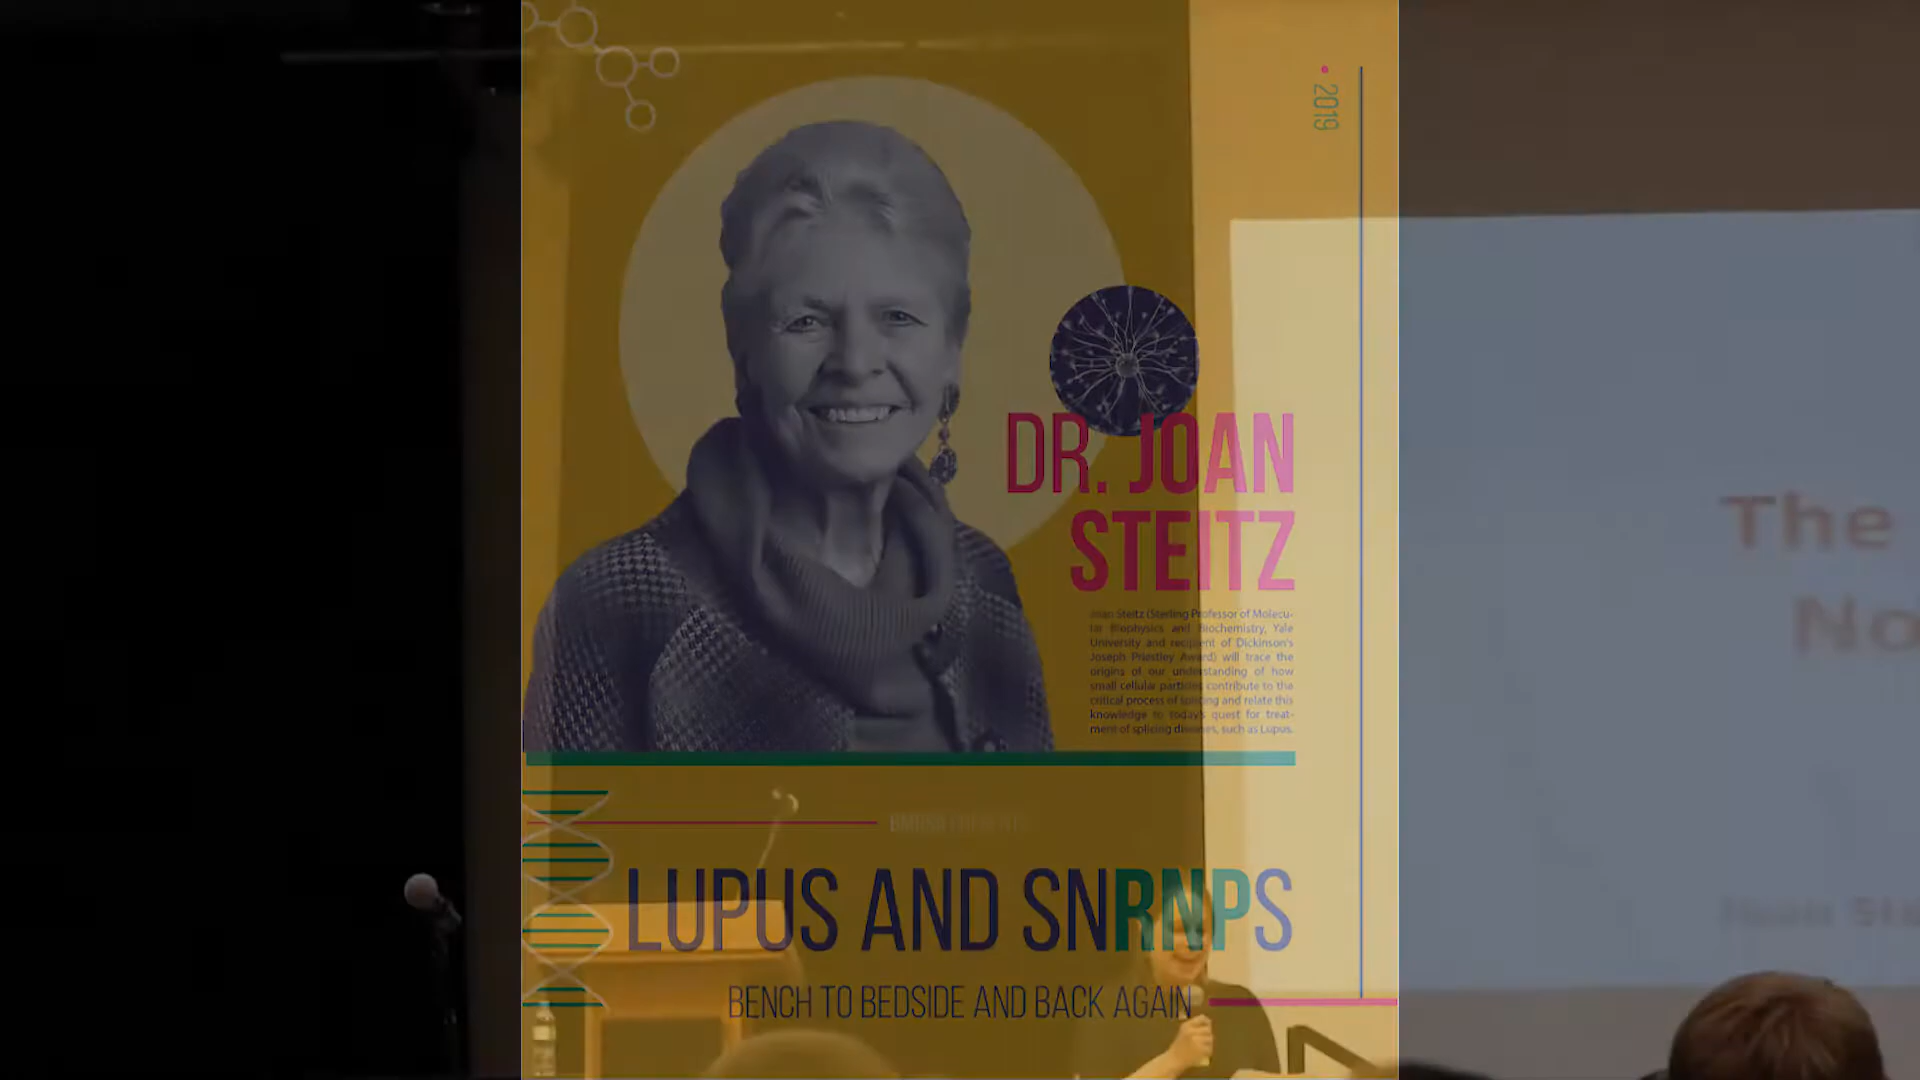 2019
DR. JOAN
STEITZ
Joan Steitz (Sterling Professor of Molecu-
lar Biophysics and Biochemistry, Yale
University and recipient of Dickinson's
Joseph Priestley Award) will trace the
origins of our understanding of how
small cellular particles contribute to the
critical process of splicing and relate this
knowledge to today's quest for treat-
ment of splicing diseases, such as Lupus.
PRESENTS
LUPUS AND SNRNPS
BENCH TO BEDSIDE AND BACK AGAIN
The
No
Joan